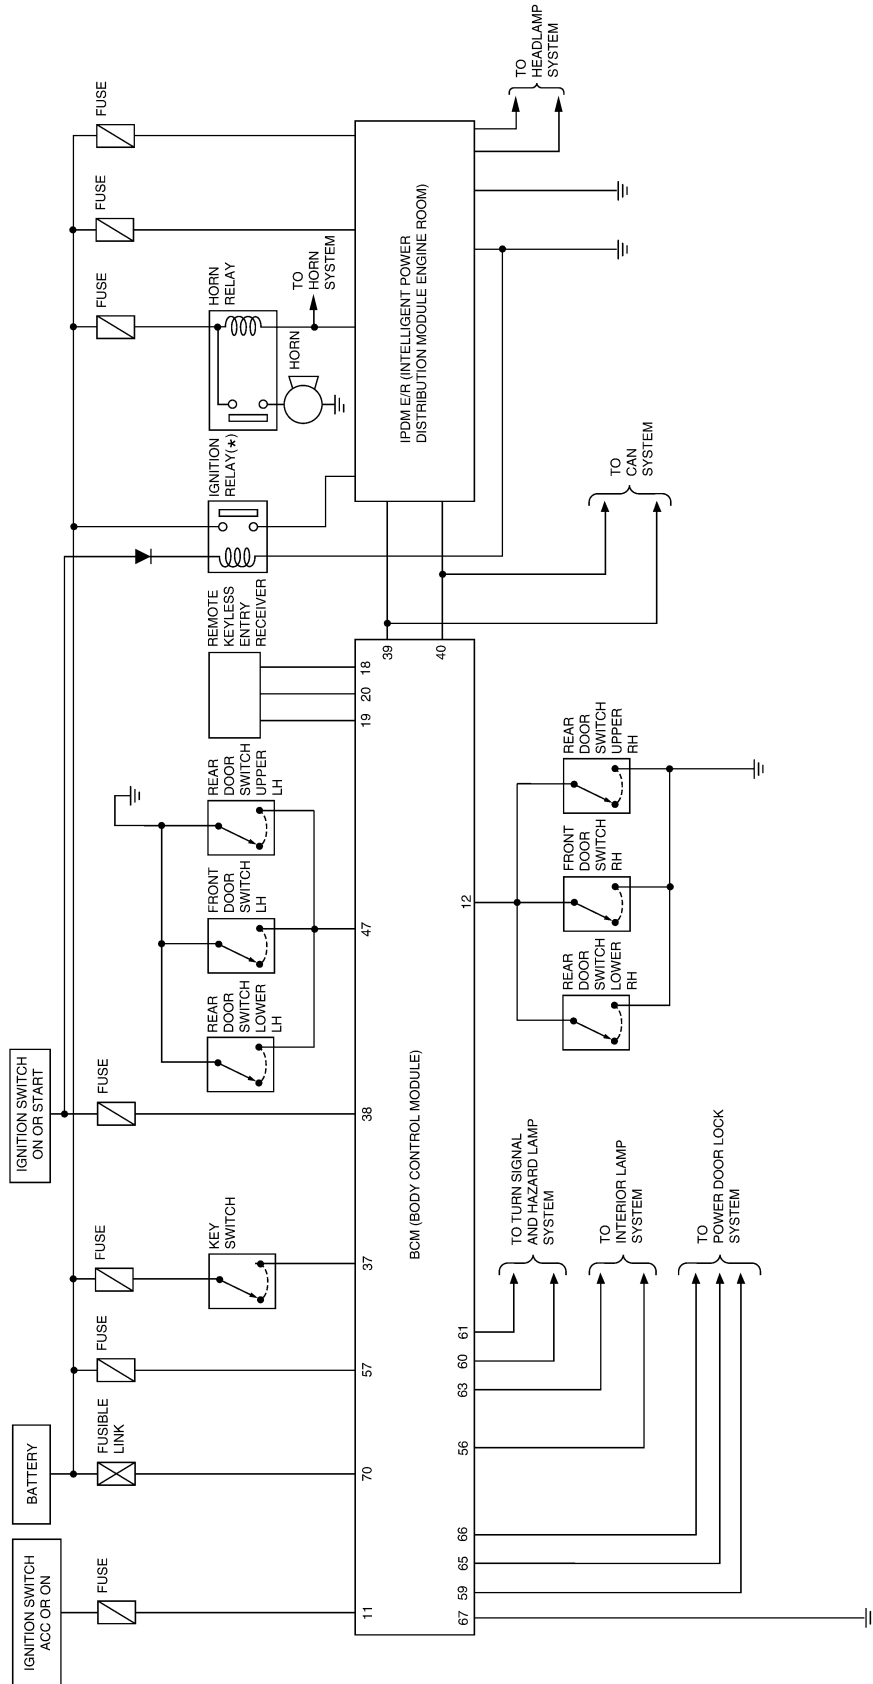 IGNITION SWITCH
ACC OR ON
BATTERY
IGNITION SWITCH
ON OR START
FUSE
FUSIBLE
LINK
FUSE
FUSE
FUSE
FUSE
FUSE
FUSE
KEY
SWITCH
REAR
DOOR
SWITCH
LOWER
LH
FRONT
DOOR
SWITCH
LH
REAR
DOOR
SWITCH
UPPER
LH
REMOTE
KEYLESS
ENTRY
RECEIVER
IGNITION
RELAY(*)
HORN
RELAY
HORN
TO
HORN
SYSTEM
11
70
57
37
38
47
19
20
18
BCM (BODY CONTROL MODULE)
39
40
IPDM E/R (INTELLIGENT POWER
DISTRIBUTION MODULE ENGINE ROOM)
67
59
65
66
56
63
60
61
12
TO TURN SIGNAL
AND HAZARD LAMP
SYSTEM
TO
INTERIOR LAMP
SYSTEM
TO
POWER DOOR LOCK
SYSTEM
REAR
DOOR
SWITCH
LOWER
RH
FRONT
DOOR
SWITCH
RH
REAR
DOOR
SWITCH
UPPER
RH
TO
CAN
SYSTEM
TO
HEADLAMP
SYSTEM